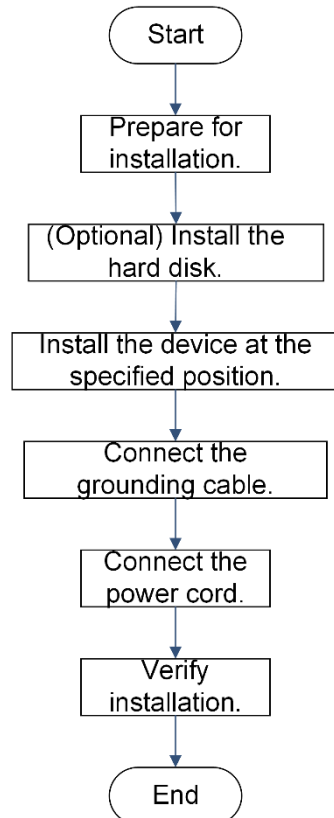 Start
Prepare for
installation.
(Optional) Install the
hard disk.
Install the device at the
specified position.
Connect the
grounding cable.
Connect the
power cord.
Verify
installation.
End